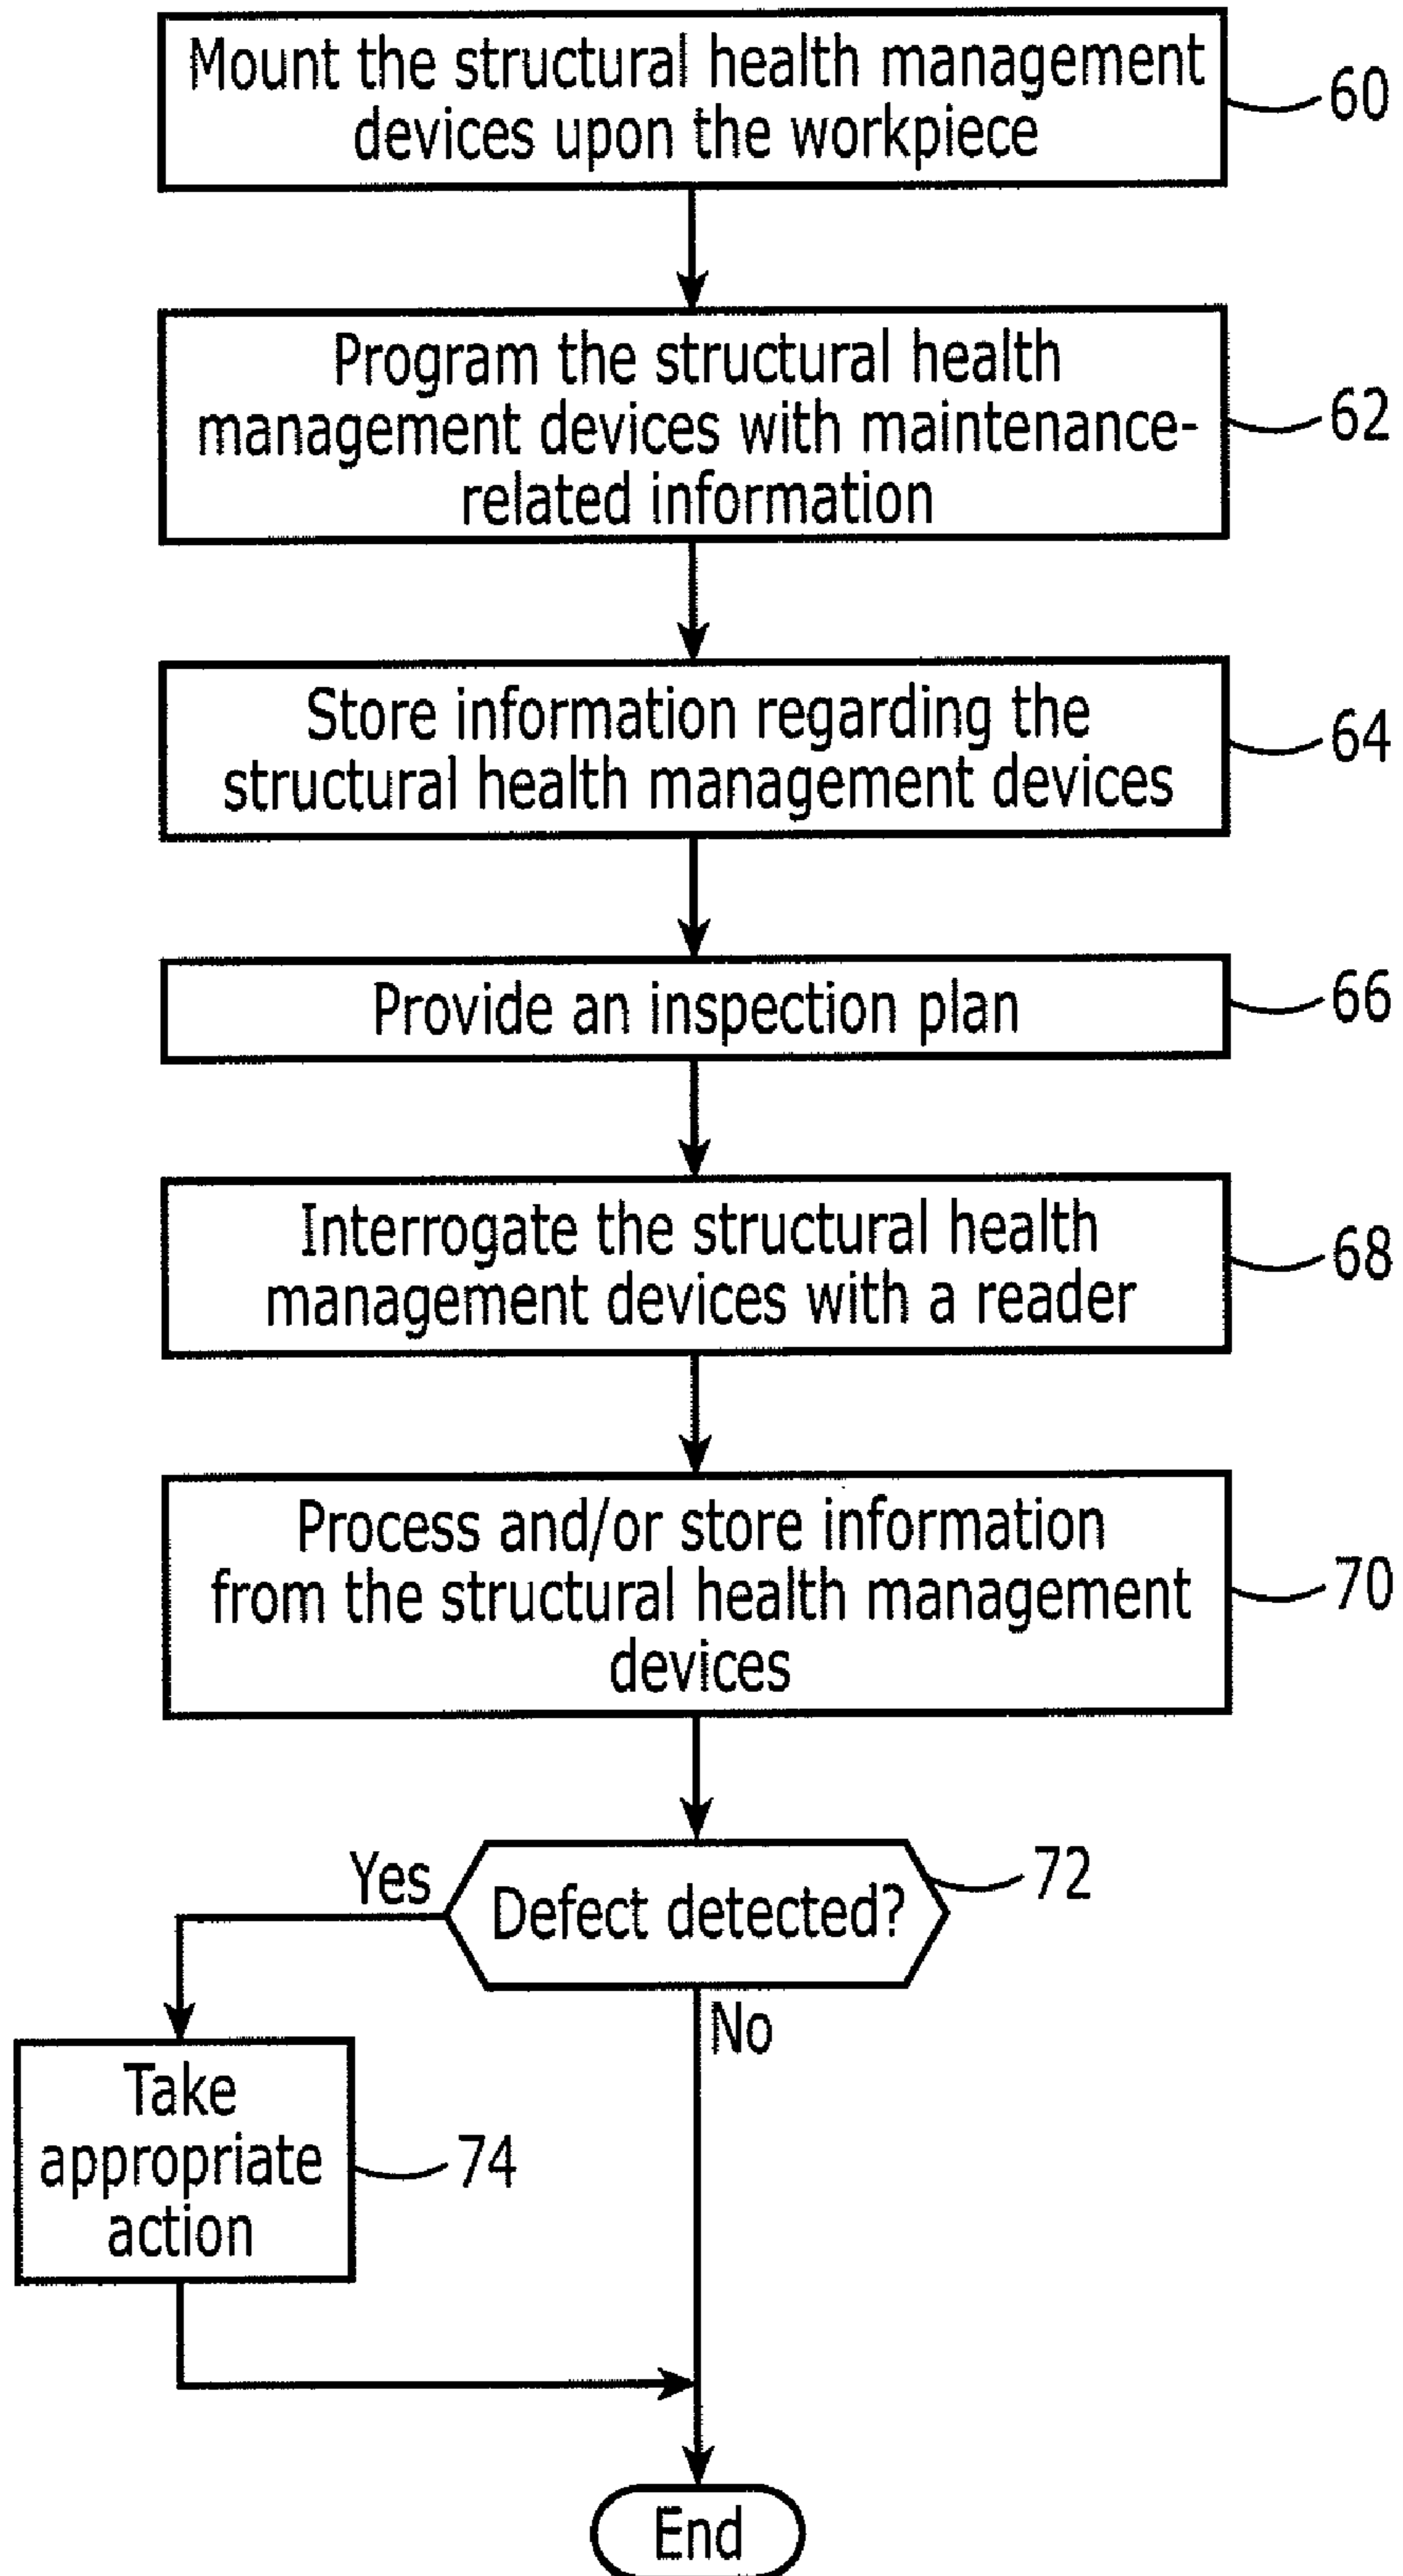 Mount the structural health management
devices upon the workpiece
60
Program the structural health
management devices with maintenance-
related information
62
Store information regarding the
structural health management devices
64
Provide an inspection plan
66
Interrogate the structural health
management devices with a reader
68
Process and/or store information
from the structural health management
devices
70
Yes
Defect detected?
72
No
Take
appropriate
action
74
End